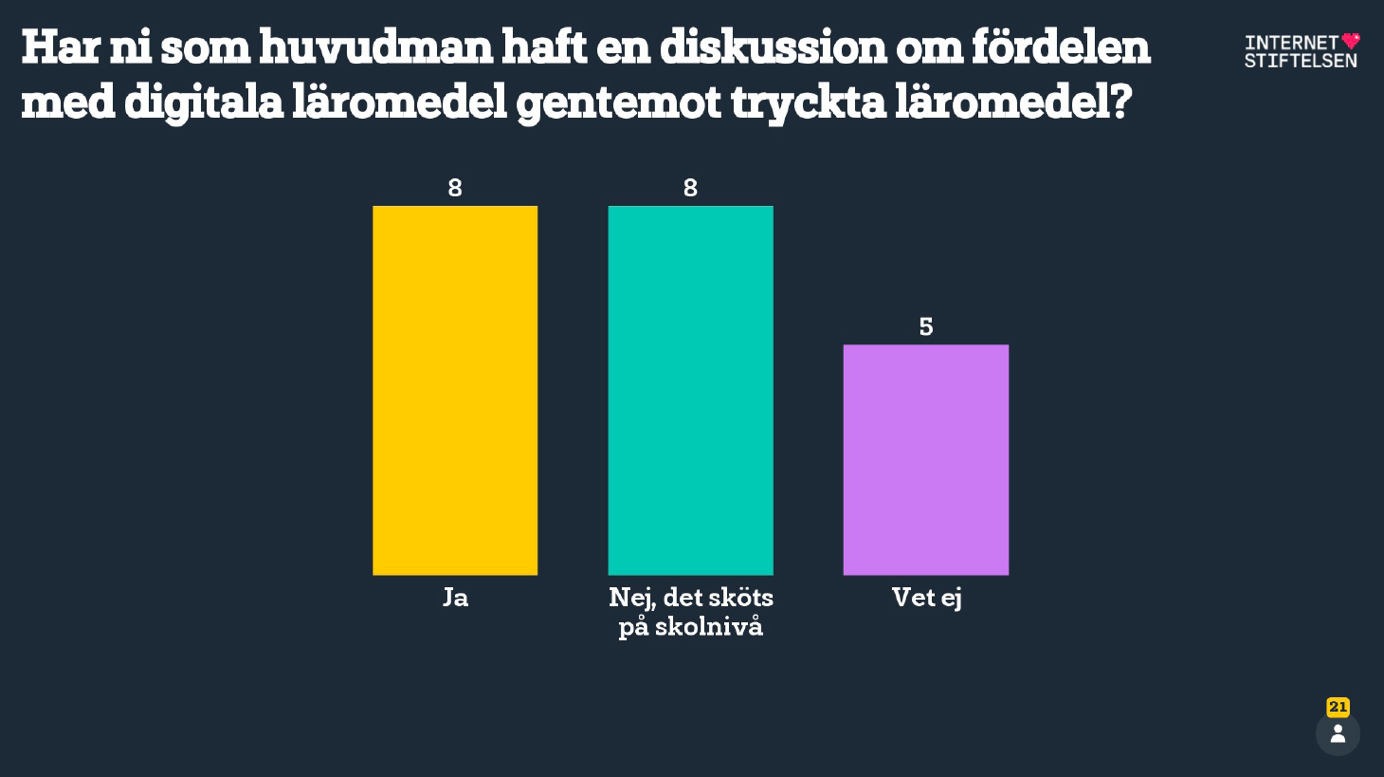 Har ni som huvudman haft en diskussion om fördelen
med digitala läromedel gentemot tryckta läromedel?
INTERNET
STIFTELSEN
8
8
5
Ja
Nej, det sköts
på skolnivå
Vet ej
21